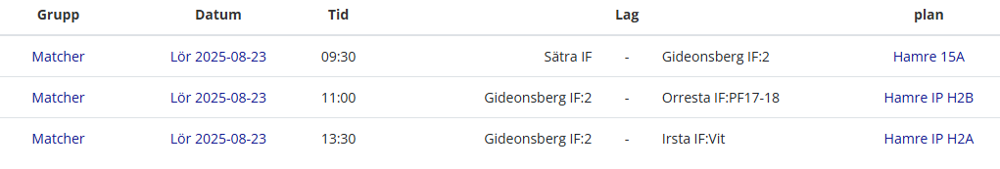 Grupp Datum Tid Lag plan
Matcher Lör 2025-08-23 09:30 Sätra IF - Gideonsberg IF:2 Hamre 15A
Matcher Lör 2025-08-23 11:00 Gideonsberg IF:2 - Orresta IF:PF17-18 Hamre IP H2B
Matcher Lör 2025-08-23 13:30 Gideonsberg IF:2 - Irsta IF:Vit Hamre IP H2A